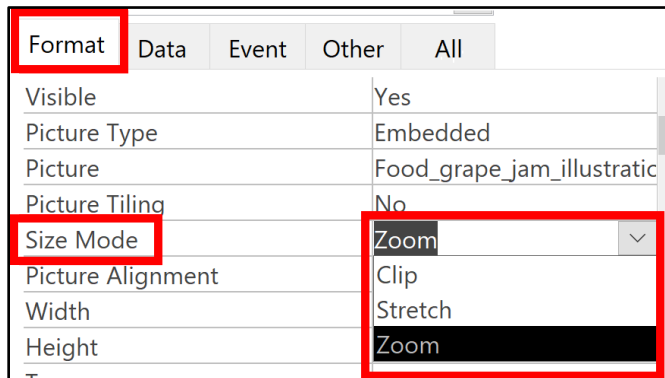 Format Data Event Other All
Visible Yes
Picture Type Embedded
Picture Food_grape_jam_illustratic
Picture Tiling No
Size Mode Zoom
Picture Alignment Clip
Width Stretch
Height Zoom